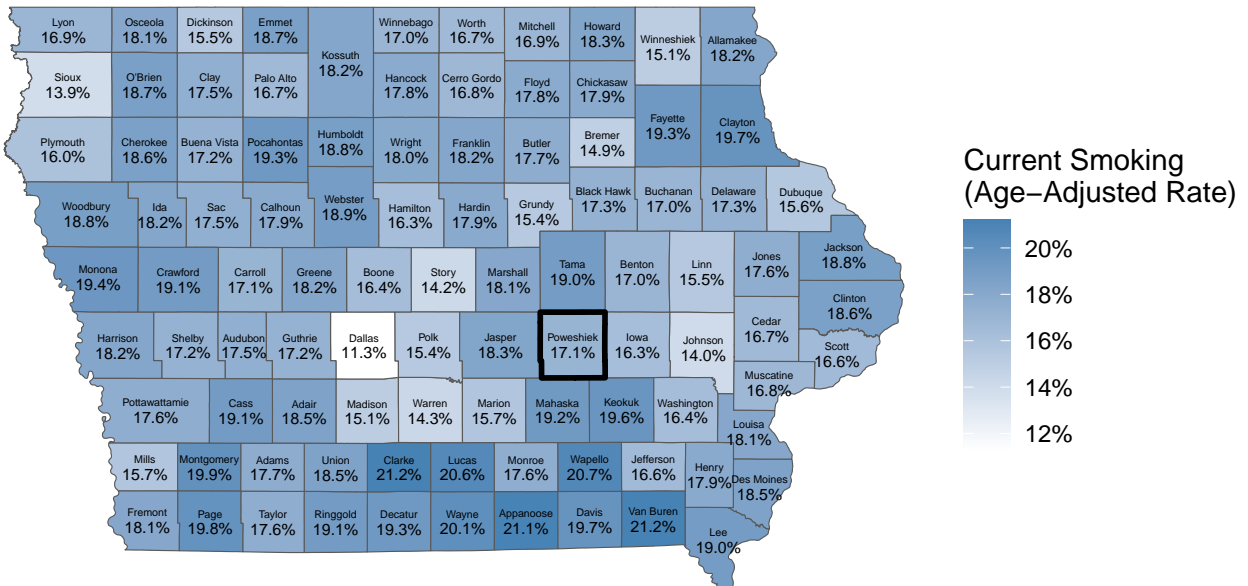 Lyon
16.9%
Osceola
18.1%
Dickinson
15.5%
Emmet
18.7%
Kossuth
18.2%
Winnebago
17.0%
Worth
16.7%
Mitchell
16.9%
Howard
18.3%
Winneshiek
15.1%
Allamakee
18.2%
Sioux
13.9%
O'Brien
18.7%
Clay
17.5%
Palo Alto
16.7%
Hancock
17.8%
Cerro Gordo
16.8%
Floyd
17.8%
Chickasaw
17.9%
Fayette
19.3%
Clayton
19.7%
Plymouth
16.0%
Cherokee
18.6%
Buena Vista
17.2%
Pocahontas
19.3%
Humboldt
18.8%
Wright
18.0%
Franklin
18.2%
Butler
17.7%
Bremer
14.9%
Woodbury
18.8%
Ida
18.2%
Sac
17.5%
Calhoun
17.9%
Webster
18.9%
Hamilton
16.3%
Hardin
17.9%
Grundy
15.4%
Black Hawk
17.3%
Buchanan
17.0%
Delaware
17.3%
Dubuque
15.6%
Monona
19.4%
Crawford
19.1%
Carroll
17.1%
Greene
18.2%
Boone
16.4%
Story
14.2%
Marshall
18.1%
Tama
19.0%
Benton
17.0%
Linn
15.5%
Jones
17.6%
Jackson
18.8%
Clinton
18.6%
Harrison
18.2%
Shelby
17.2%
Audubon
17.5%
Guthrie
17.2%
Dallas
11.3%
Polk
15.4%
Jasper
18.3%
Poweshiek
17.1%
Iowa
16.3%
Johnson
14.0%
Cedar
16.7%
Scott
16.6%
Muscatine
16.8%
Pottawattamie
17.6%
Cass
19.1%
Adair
18.5%
Madison
15.1%
Warren
14.3%
Marion
15.7%
Mahaska
19.2%
Keokuk
19.6%
Washington
16.4%
Louisa
18.1%
Mills
15.7%
Montgomery
19.9%
Adams
17.7%
Union
18.5%
Clarke
21.2%
Lucas
20.6%
Monroe
17.6%
Wapello
20.7%
Jefferson
16.6%
Henry
17.9%
Des Moines
18.5%
Fremont
18.1%
Page
19.8%
Taylor
17.6%
Ringgold
19.1%
Decatur
19.3%
Wayne
20.1%
Appanoose
21.1%
Davis
19.7%
Van Buren
21.2%
Lee
19.0%
Current Smoking
(Age−Adjusted Rate)
20%
18%
16%
14%
12%